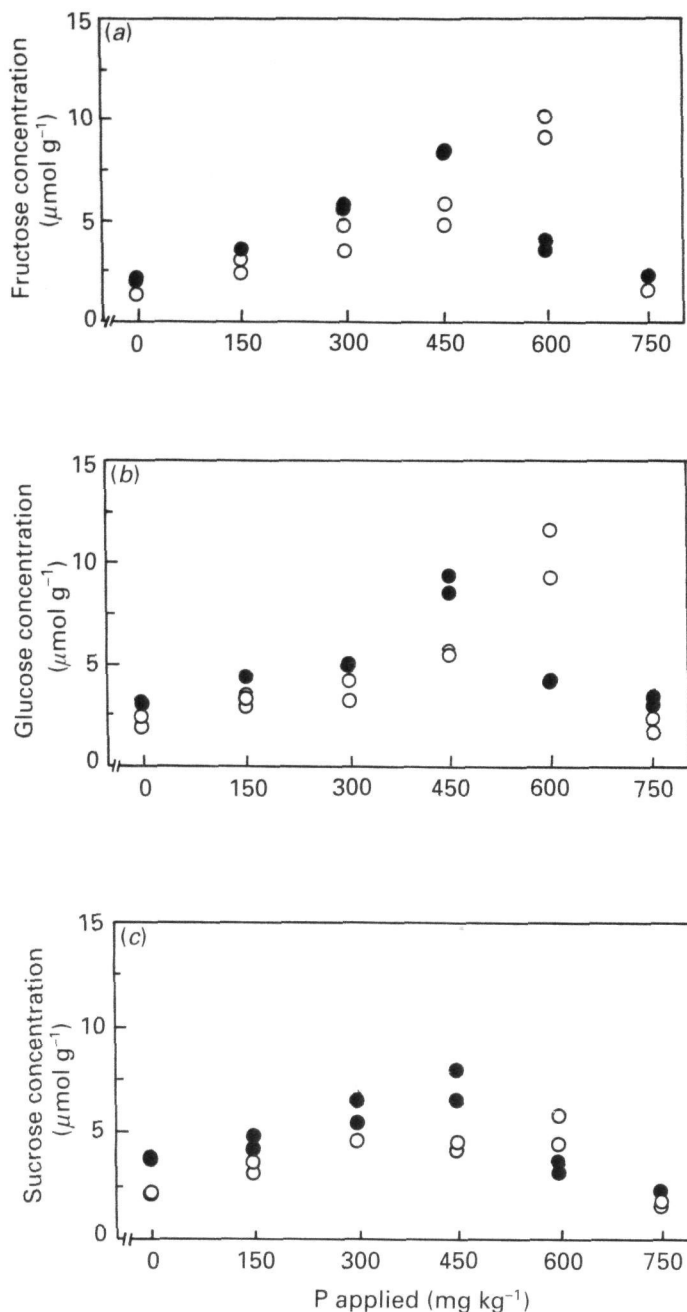 (a)
Fructose concentration
(μmol g⁻¹)
15
10
5
0
0 150 300 450 600 750
(b)
Glucose concentration
(μmol g⁻¹)
15
10
5
0
0 150 300 450 600 750
(c)
Sucrose concentration
(μmol g⁻¹)
15
10
5
0
0 150 300 450 600 750
P applied (mg kg⁻¹)